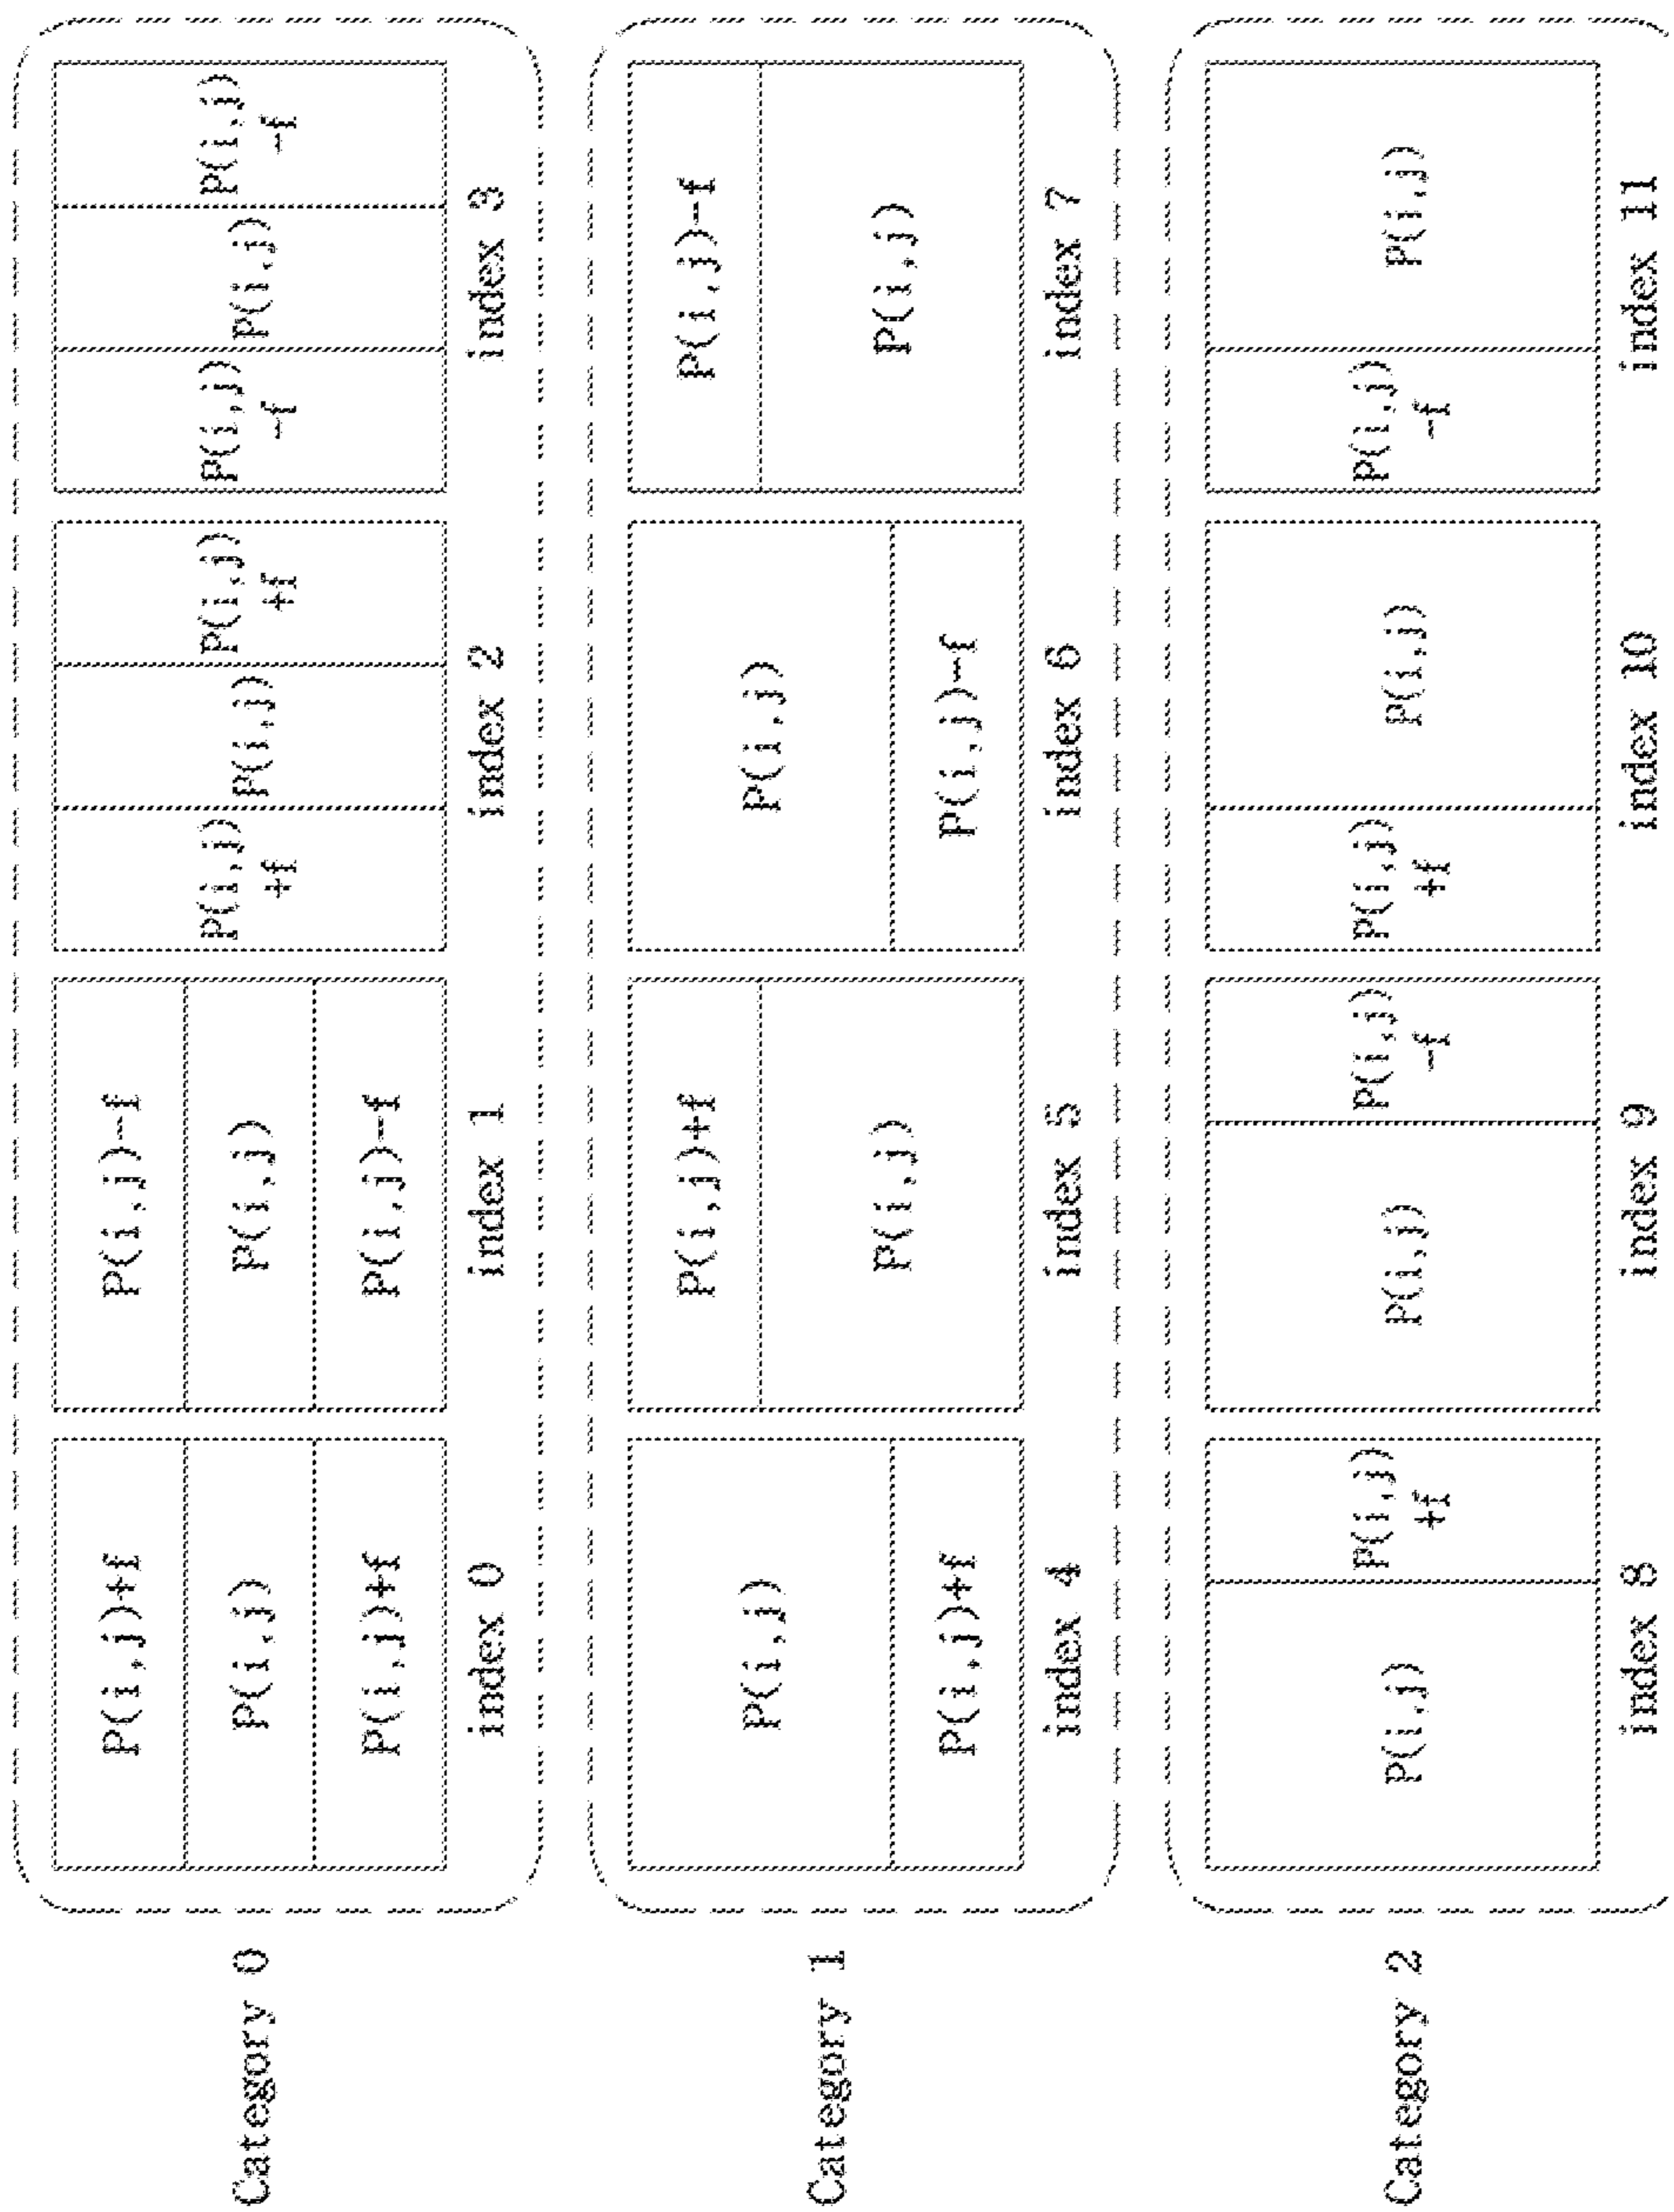 Category 0
P(i,j)+f
P(i,j)
P(i,j)+f
index 0
P(i,j)-f
P(i,j)
P(i,j)-f
index 1
P(i,j)
+f
P(i,j)
P(i,j)
+f
index 2
P(i,j)
-f
P(i,j)
P(i,j)
-f
index 3
Category 1
P(i,j)
P(i,j)+f
index 4
P(i,j)+f
P(i,j)
index 5
P(i,j)
P(i,j)-f
index 6
P(i,j)-f
P(i,j)
index 7
Category 2
P(i,j)
P(i,j)
+f
index 8
P(i,j)
P(i,j)
-f
index 9
P(i,j)
+f
P(i,j)
index 10
P(i,j)
-f
P(i,j)
index 11